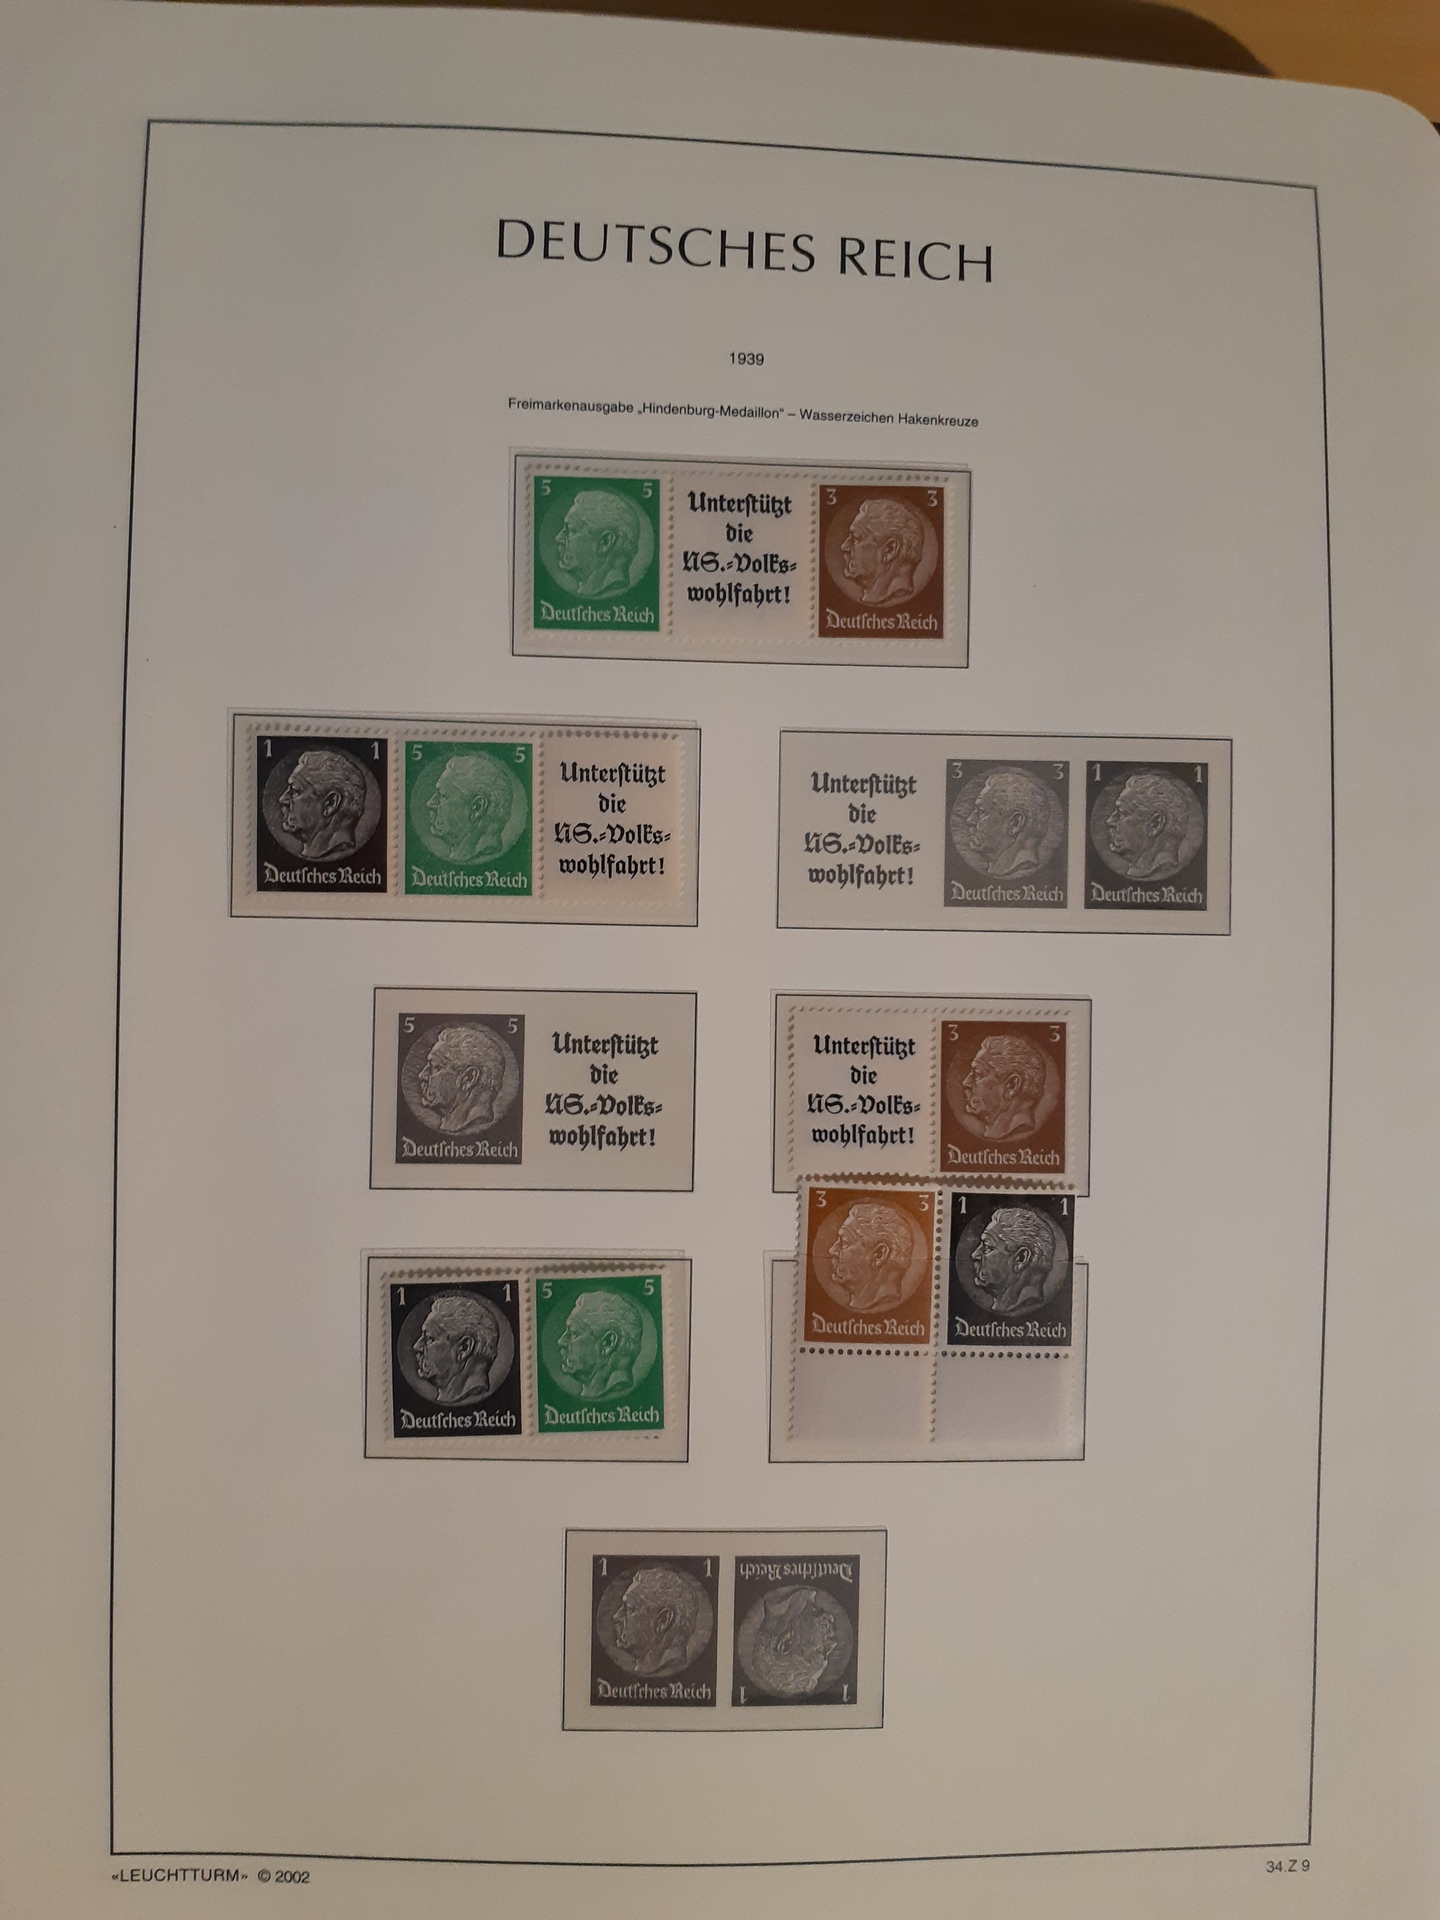 DEUTSCHES REICH
1939
Freimarkenausgabe „Hindenburg-Medaillon“ – Wasserzeichen Hakenkreuze
5 5
Deutsches Reich
Unterstützt
die
NS.-Volks-
wohlfahrt!
3 3
Deutsches Reich
1 1
Deutsches Reich
5 5
Deutsches Reich
Unterstützt
die
NS.-Volks-
wohlfahrt!
Unterstützt
die
NS.-Volks-
wohlfahrt!
3 3
Deutsches Reich
1 1
Deutsches Reich
5 5
Deutsches Reich
Unterstützt
die
NS.-Volks-
wohlfahrt!
Unterstützt
die
NS.-Volks-
wohlfahrt!
3 3
Deutsches Reich
1 1
Deutsches Reich
5 5
Deutsches Reich
3 3
Deutsches Reich
1 1
Deutsches Reich
1 1
Deutsches Reich
Deutsches Reich
1 1
«LEUCHTTURM» © 2002
34.Z 9